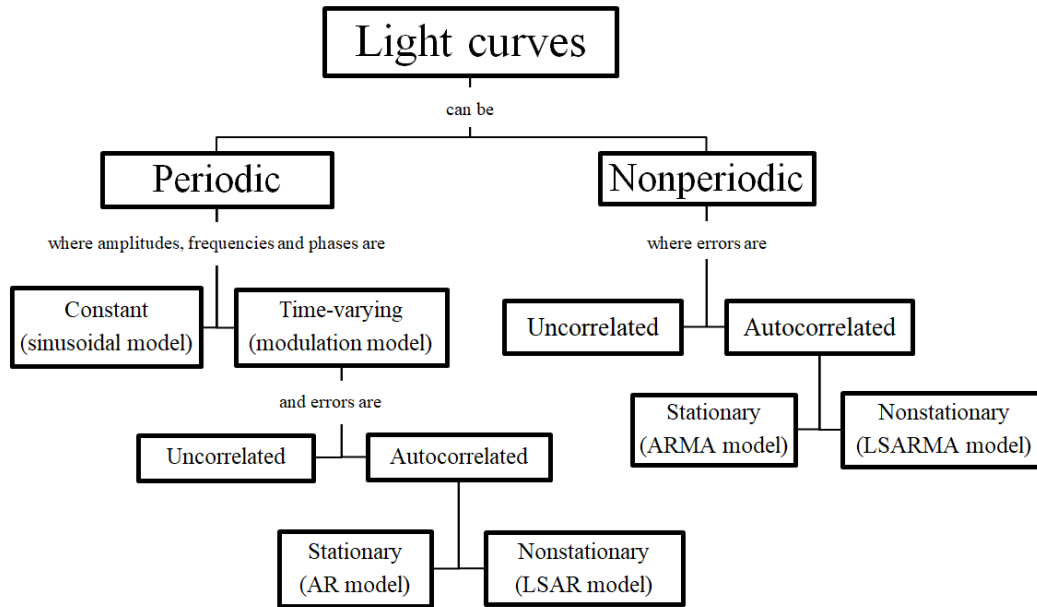 Light curves
can be
Periodic
Nonperiodic
where amplitudes, frequencies and phases are
where errors are
Constant
(sinusoidal model)
Time-varying
(modulation model)
Uncorrelated
Autocorrelated
and errors are
Stationary
(ARMA model)
Nonstationary
(LSARMA model)
Uncorrelated
Autocorrelated
Stationary
(AR model)
Nonstationary
(LSAR model)